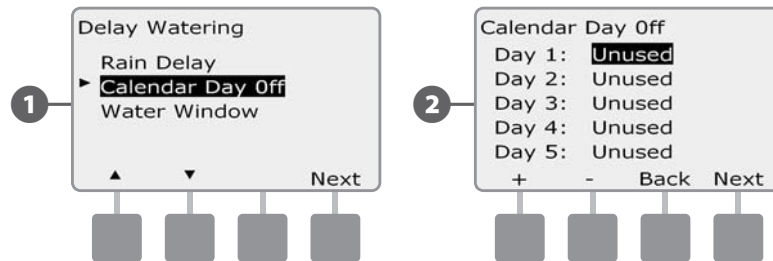 1
Delay Watering
Rain Delay
► Calendar Day Off
Water Window
▲ ▼ Next
2
Calendar Day Off
Day 1: Unused
Day 2: Unused
Day 3: Unused
Day 4: Unused
Day 5: Unused
+ - Back Next